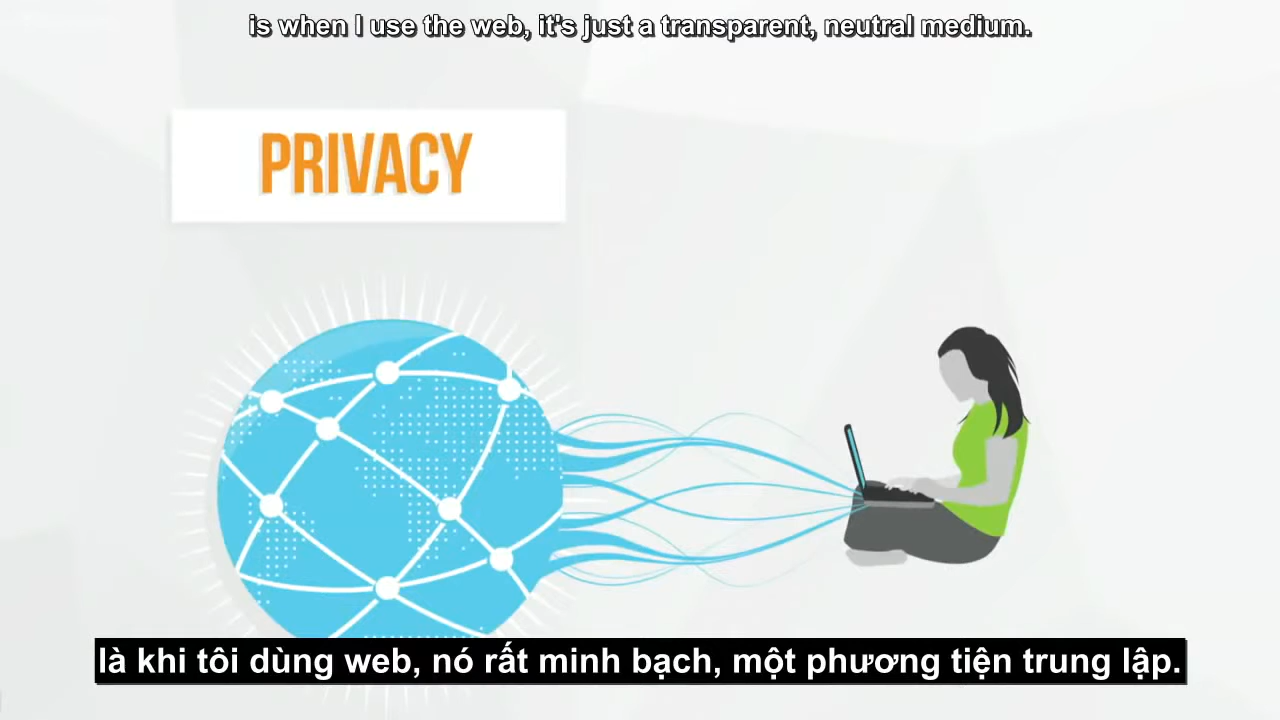 is when I use the web, it's just a transparent, neutral medium.
PRIVACY
là khi tôi dùng web, nó rất minh bạch, một phương tiện trung lập.